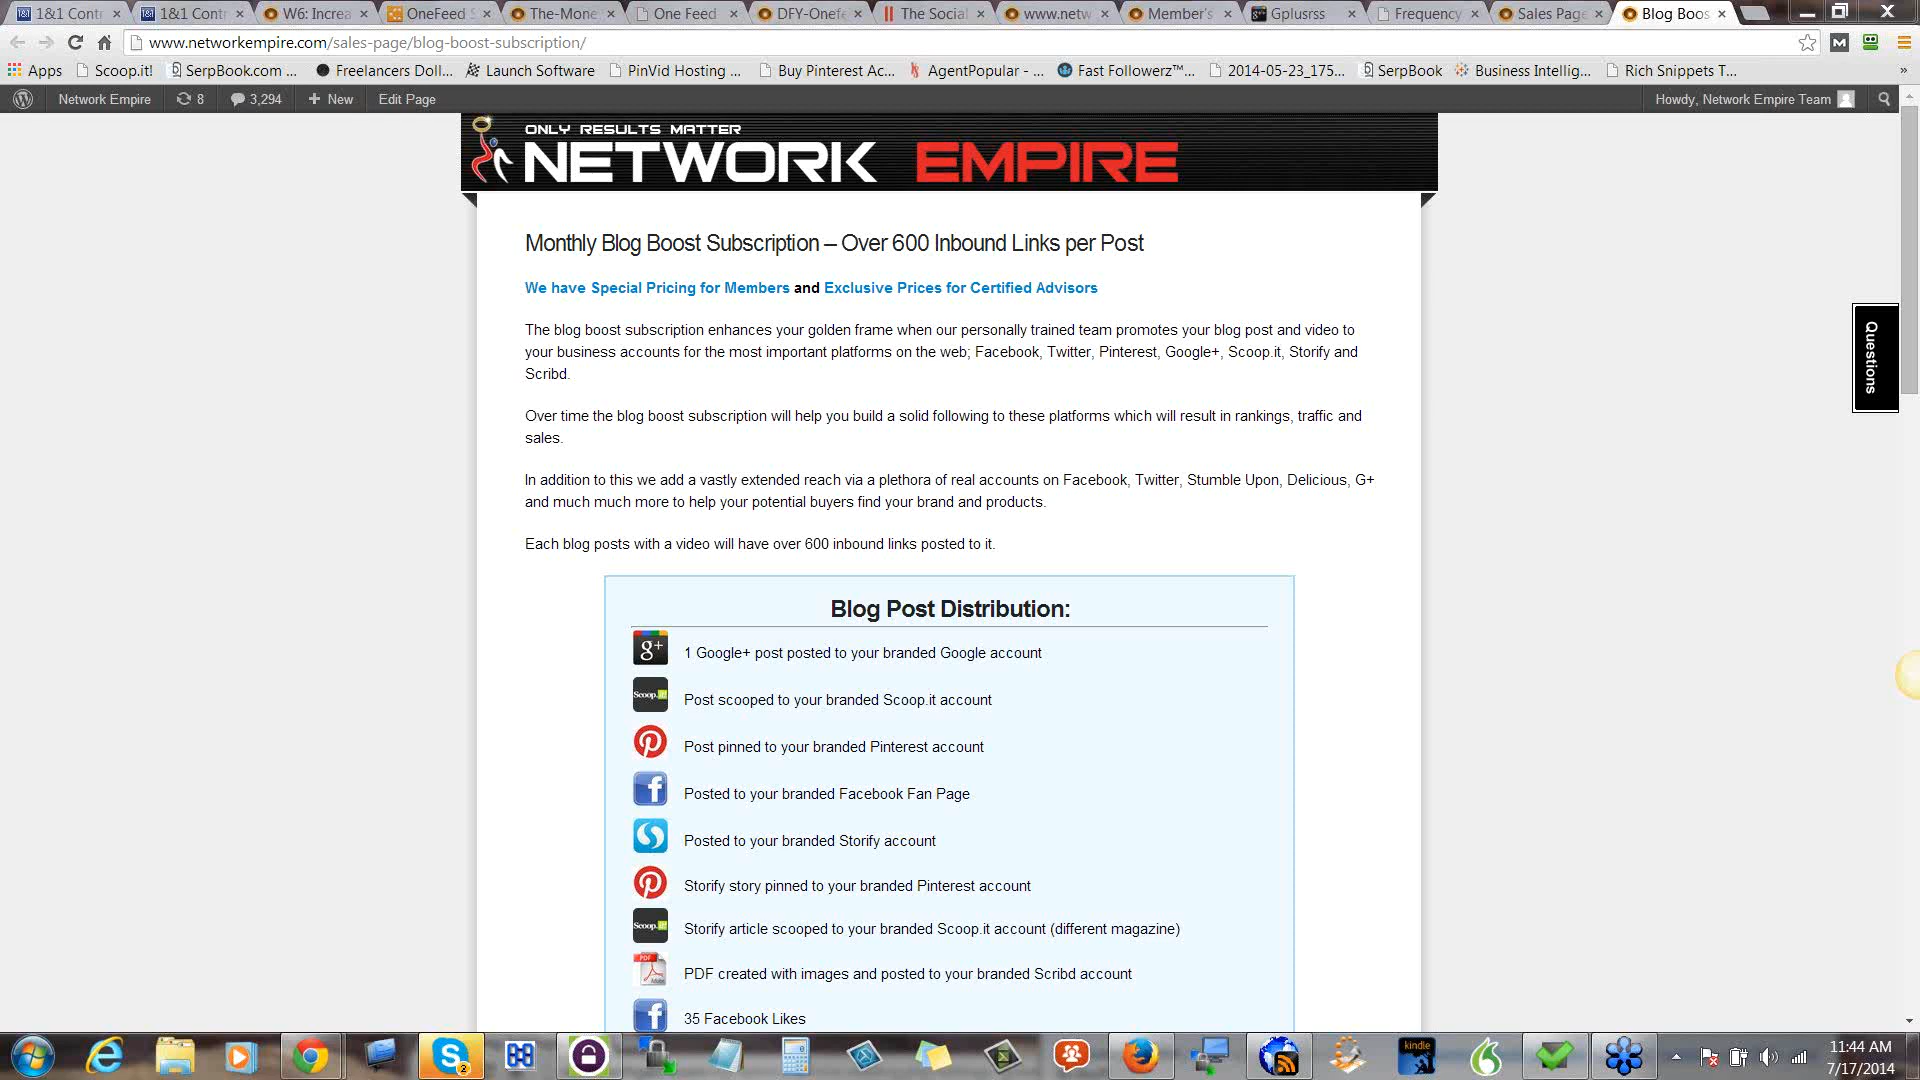 1&1 Contr
1&1 Contr
W6: Increa
OneFeed S
The-Mone
One Feed
DFY-Onefe
The Social
www.netw
Member's
Gplusrss
Frequency
Sales Page
Blog Boos
www.networkempire.com/sales-page/blog-boost-subscription/
Apps
Scoop.it!
SerpBook.com ...
Freelancers Doll...
Launch Software
PinVid Hosting ...
Buy Pinterest Ac...
AgentPopular - ...
Fast Followerz™...
2014-05-23_175...
SerpBook
Business Intellig...
Rich Snippets T...
»
Network Empire
8
3,294
+ New
Edit Page
Howdy, Network Empire Team
ONLY RESULTS MATTER
NETWORK EMPIRE
Monthly Blog Boost Subscription – Over 600 Inbound Links per Post
We have Special Pricing for Members and Exclusive Prices for Certified Advisors
The blog boost subscription enhances your golden frame when our personally trained team promotes your blog post and video to
your business accounts for the most important platforms on the web; Facebook, Twitter, Pinterest, Google+, Scoop.it, Storify and
Scribd.
Questions
Over time the blog boost subscription will help you build a solid following to these platforms which will result in rankings, traffic and
sales.
In addition to this we add a vastly extended reach via a plethora of real accounts on Facebook, Twitter, Stumble Upon, Delicious, G+
and much much more to help your potential buyers find your brand and products.
Each blog posts with a video will have over 600 inbound links posted to it.
Blog Post Distribution:
g+
1 Google+ post posted to your branded Google account
Scoop.it
Post scooped to your branded Scoop.it account
Post pinned to your branded Pinterest account
Posted to your branded Facebook Fan Page
Posted to your branded Storify account
Storify story pinned to your branded Pinterest account
Scoop.it
Storify article scooped to your branded Scoop.it account (different magazine)
PDF
PDF created with images and posted to your branded Scribd account
35 Facebook Likes
2
kindle
11:44 AM
7/17/2014